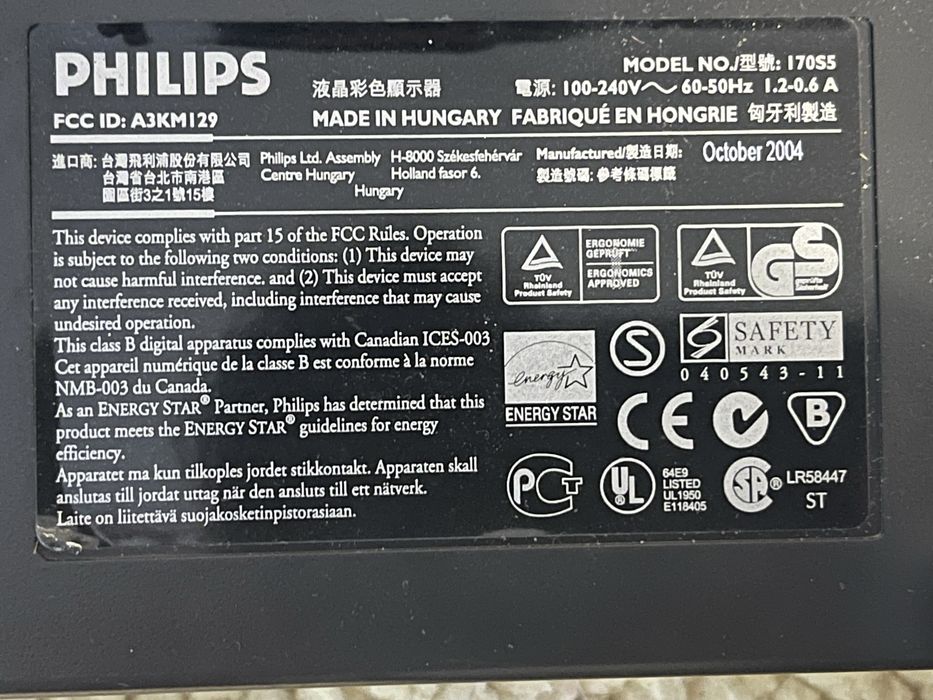 PHILIPS
液晶彩色顯示器
MODEL NO./型號: 170S5
電源: 100-240V～ 60-50Hz 1.2-0.6 A
FCC ID: A3KM129
MADE IN HUNGARY FABRIQUÉ EN HONGRIE 匈牙利製造
進口商: 台灣飛利浦股份有限公司
台灣省台北市南港區
園區街3之1號15樓
Philips Ltd. Assembly H-8000 Székesfehérvár
Centre Hungary Holland fasor 6.
Hungary
Manufactured/製造日期: October 2004
製造號碼: 參考條碼標籤
This device complies with part 15 of the FCC Rules. Operation
is subject to the following two conditions: (1) This device may
not cause harmful interference. and (2) This device must accept
any interference received, including interference that may cause
undesired operation.
This class B digital apparatus complies with Canadian ICES-003
Cet appareil numérique de la classe B est conforme à la norme
NMB-003 du Canada.
As an ENERGY STAR® Partner, Philips has determined that this
product meets the ENERGY STAR® guidelines for energy
efficiency.
Apparatet ma kun tilkoples jordet stikkontakt. Apparaten skall
anslutas till jordat uttag när den ansluts till ett nätverk.
Laite on liitettävä suojakosketinpistorasiaan.
TÜV
Rheinland
Product Safety
ERGONOMIE
GEPRÜFT
ERGONOMICS
APPROVED
TÜV
Rheinland
Product Safety
GS
geprüfte
Sicherheit
energy
ENERGY STAR
S
SAFETY
MARK
040543-11
CE
B
PCT
UL
64E9
LISTED
UL1950
E118405
SA® LR58447
ST